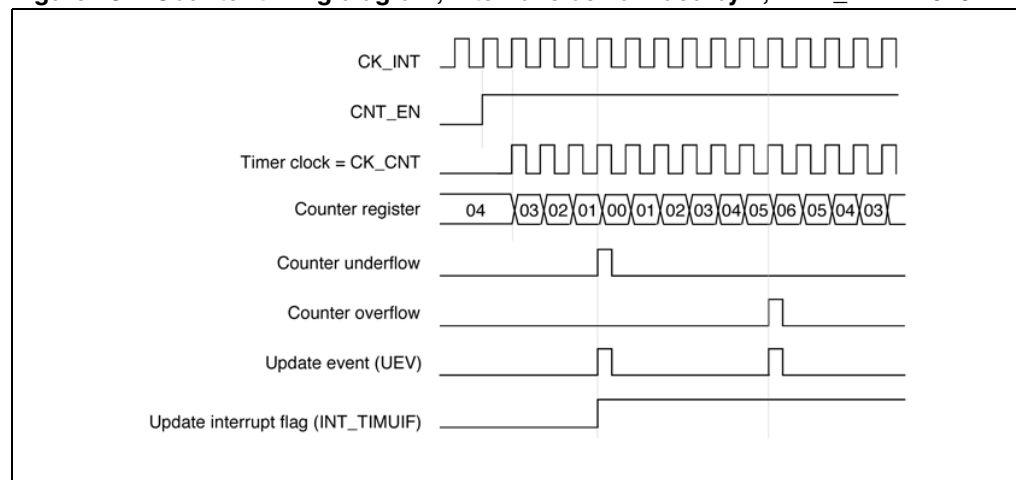 CK_INT
CNT_EN
Timer clock = CK_CNT
Counter register 04 03 02 01 00 01 02 03 04 05 06 05 04 03
Counter underflow
Counter overflow
Update event (UEV)
Update interrupt flag (INT_TIMUIF)